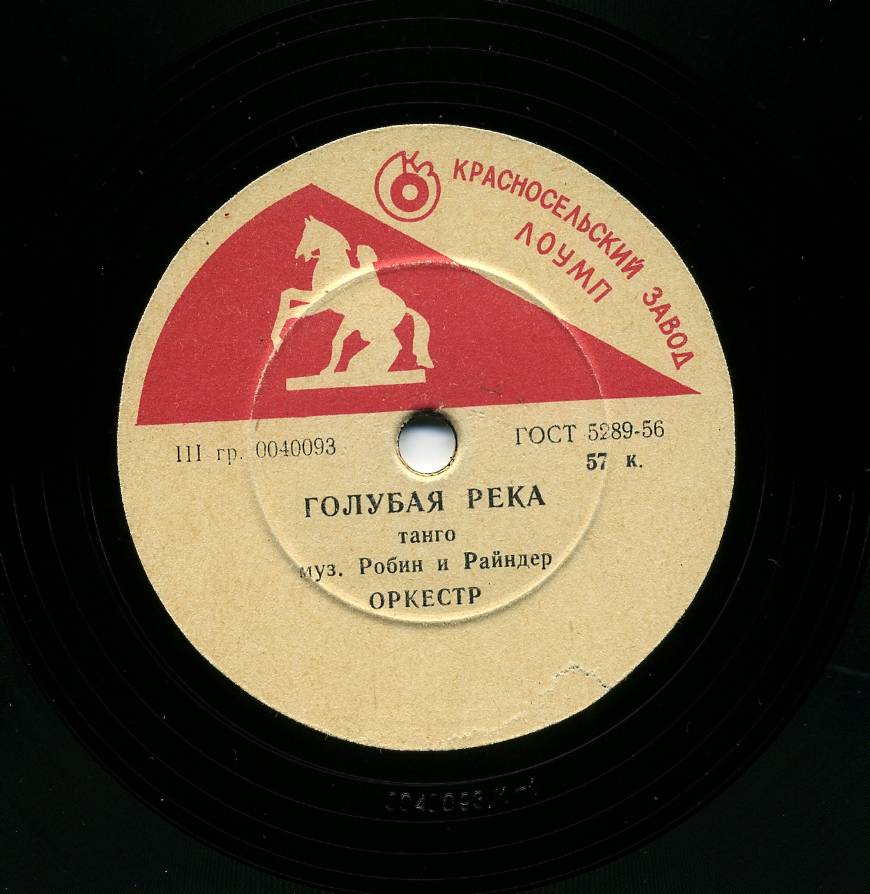 КЗ
КРАСНОСЕЛЬСКИЙ ЗАВОД
ЛОУМП
III гр. 0040093
ГОСТ 5289-56
57 к.
ГОЛУБАЯ РЕКА
танго
муз. Робин и Райндер
ОРКЕСТР